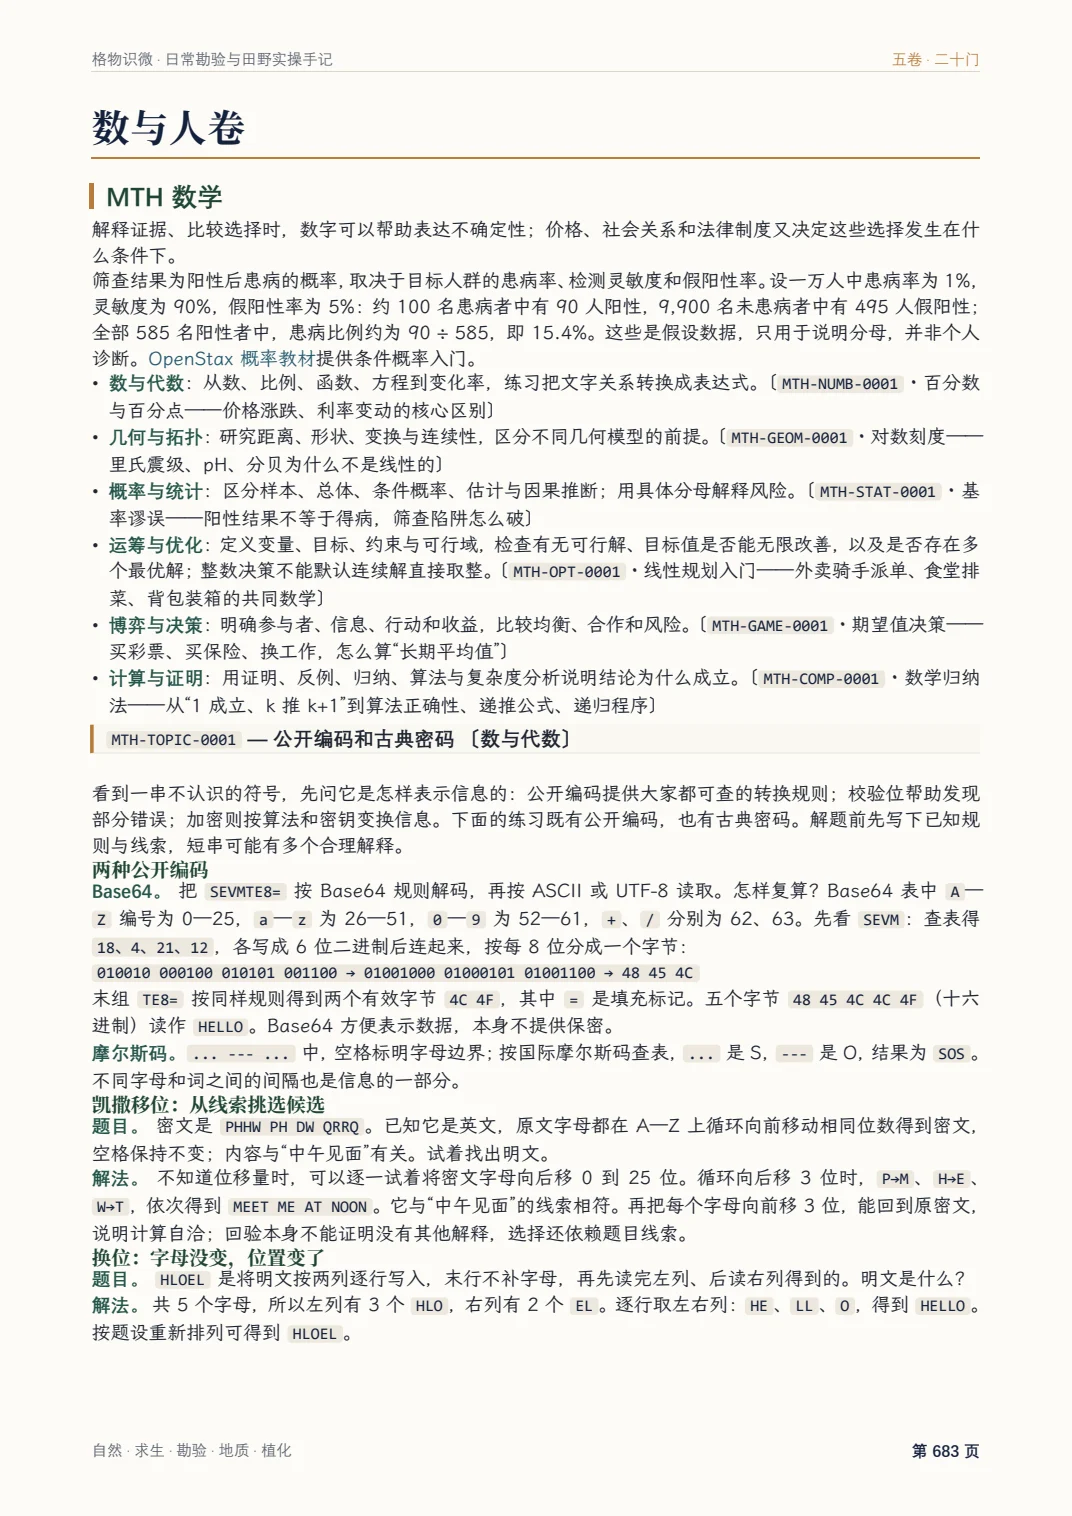 格物识微 · 日常勘验与田野实操手记
五卷 · 二十门
数与人卷
MTH 数学
解释证据、比较选择时，数字可以帮助表达不确定性；价格、社会关系和法律制度又决定这些选择发生在什
么条件下。
筛查结果为阳性后患病的概率，取决于目标人群的患病率、检测灵敏度和假阳性率。设一万人中患病率为 1%，
灵敏度为 90%，假阳性率为 5%：约 100 名患病者中有 90 人阳性，9,900 名未患病者中有 495 人假阳性；
全部 585 名阳性者中，患病比例约为 90 ÷ 585，即 15.4%。这些是假设数据，只用于说明分母，并非个人
诊断。OpenStax 概率教材提供条件概率入门。
• 数与代数：从数、比例、函数、方程到变化率，练习把文字关系转换成表达式。〔MTH-NUMB-0001 · 百分数
与百分点——价格涨跌、利率变动的核心区别〕
• 几何与拓扑：研究距离、形状、变换与连续性，区分不同几何模型的前提。〔MTH-GEOM-0001 · 对数刻度——
里氏震级、pH、分贝为什么不是线性的〕
• 概率与统计：区分样本、总体、条件概率、估计与因果推断；用具体分母解释风险。〔MTH-STAT-0001 · 基
率谬误——阳性结果不等于得病，筛查陷阱怎么破〕
• 运筹与优化：定义变量、目标、约束与可行域，检查有无可行解、目标值是否能无限改善，以及是否存在多
个最优解；整数决策不能默认连续解直接取整。〔MTH-OPT-0001 · 线性规划入门——外卖骑手派单、食堂排
菜、背包装箱的共同数学〕
• 博弈与决策：明确参与者、信息、行动和收益，比较均衡、合作和风险。〔MTH-GAME-0001 · 期望值决策——
买彩票、买保险、换工作，怎么算“长期平均值”〕
• 计算与证明：用证明、反例、归纳、算法与复杂度分析说明结论为什么成立。〔MTH-COMP-0001 · 数学归纳
法——从“1 成立、k 推 k+1”到算法正确性、递推公式、递归程序〕
MTH-TOPIC-0001 — 公开编码和古典密码 〔数与代数〕
看到一串不认识的符号，先问它是怎样表示信息的：公开编码提供大家都可查的转换规则；校验位帮助发现
部分错误；加密则按算法和密钥变换信息。下面的练习既有公开编码，也有古典密码。解题前先写下已知规
则与线索，短串可能有多个合理解释。
两种公开编码
Base64。 把 SEVMTE8= 按 Base64 规则解码，再按 ASCII 或 UTF-8 读取。怎样复算？Base64 表中 A—
Z 编号为 0—25，a—z 为 26—51，0—9 为 52—61，+、/ 分别为 62、63。先看 SEVM：查表得
18、4、21、12，各写成 6 位二进制后连起来，按每 8 位分成一个字节：
010010 000100 010101 001100 → 01001000 01000101 01001100 → 48 45 4C
末组 TE8= 按同样规则得到两个有效字节 4C 4F，其中 = 是填充标记。五个字节 48 45 4C 4C 4F（十六
进制）读作 HELLO。Base64 方便表示数据，本身不提供保密。
摩尔斯码。... --- ... 中，空格标明字母边界；按国际摩尔斯码查表，... 是 S，--- 是 O，结果为 SOS。
不同字母和词之间的间隔也是信息的一部分。
凯撒移位：从线索挑选候选
题目。 密文是 PHHW PH DW QRRQ。已知它是英文，原文字母都在 A—Z 上循环向前移动相同位数得到密文，
空格保持不变；内容与“中午见面”有关。试着找出明文。
解法。 不知道位移量时，可以逐一试着将密文字母向后移 0 到 25 位。循环向后移 3 位时，P→M、H→E、
W→T，依次得到 MEET ME AT NOON。它与“中午见面”的线索相符。再把每个字母向前移 3 位，能回到原密文，
说明计算自洽；回验本身不能证明没有其他解释，选择还依赖题目线索。
换位：字母没变，位置变了
题目。 HLOEL 是将明文按两列逐行写入，末行不补字母，再先读完左列、后读右列得到的。明文是什么？
解法。 共 5 个字母，所以左列有 3 个 HLO，右列有 2 个 EL。逐行取左右列：HE、LL、O，得到 HELLO。
按题设重新排列可得到 HLOEL。
自然 · 求生 · 勘验 · 地质 · 植化
第 683 页